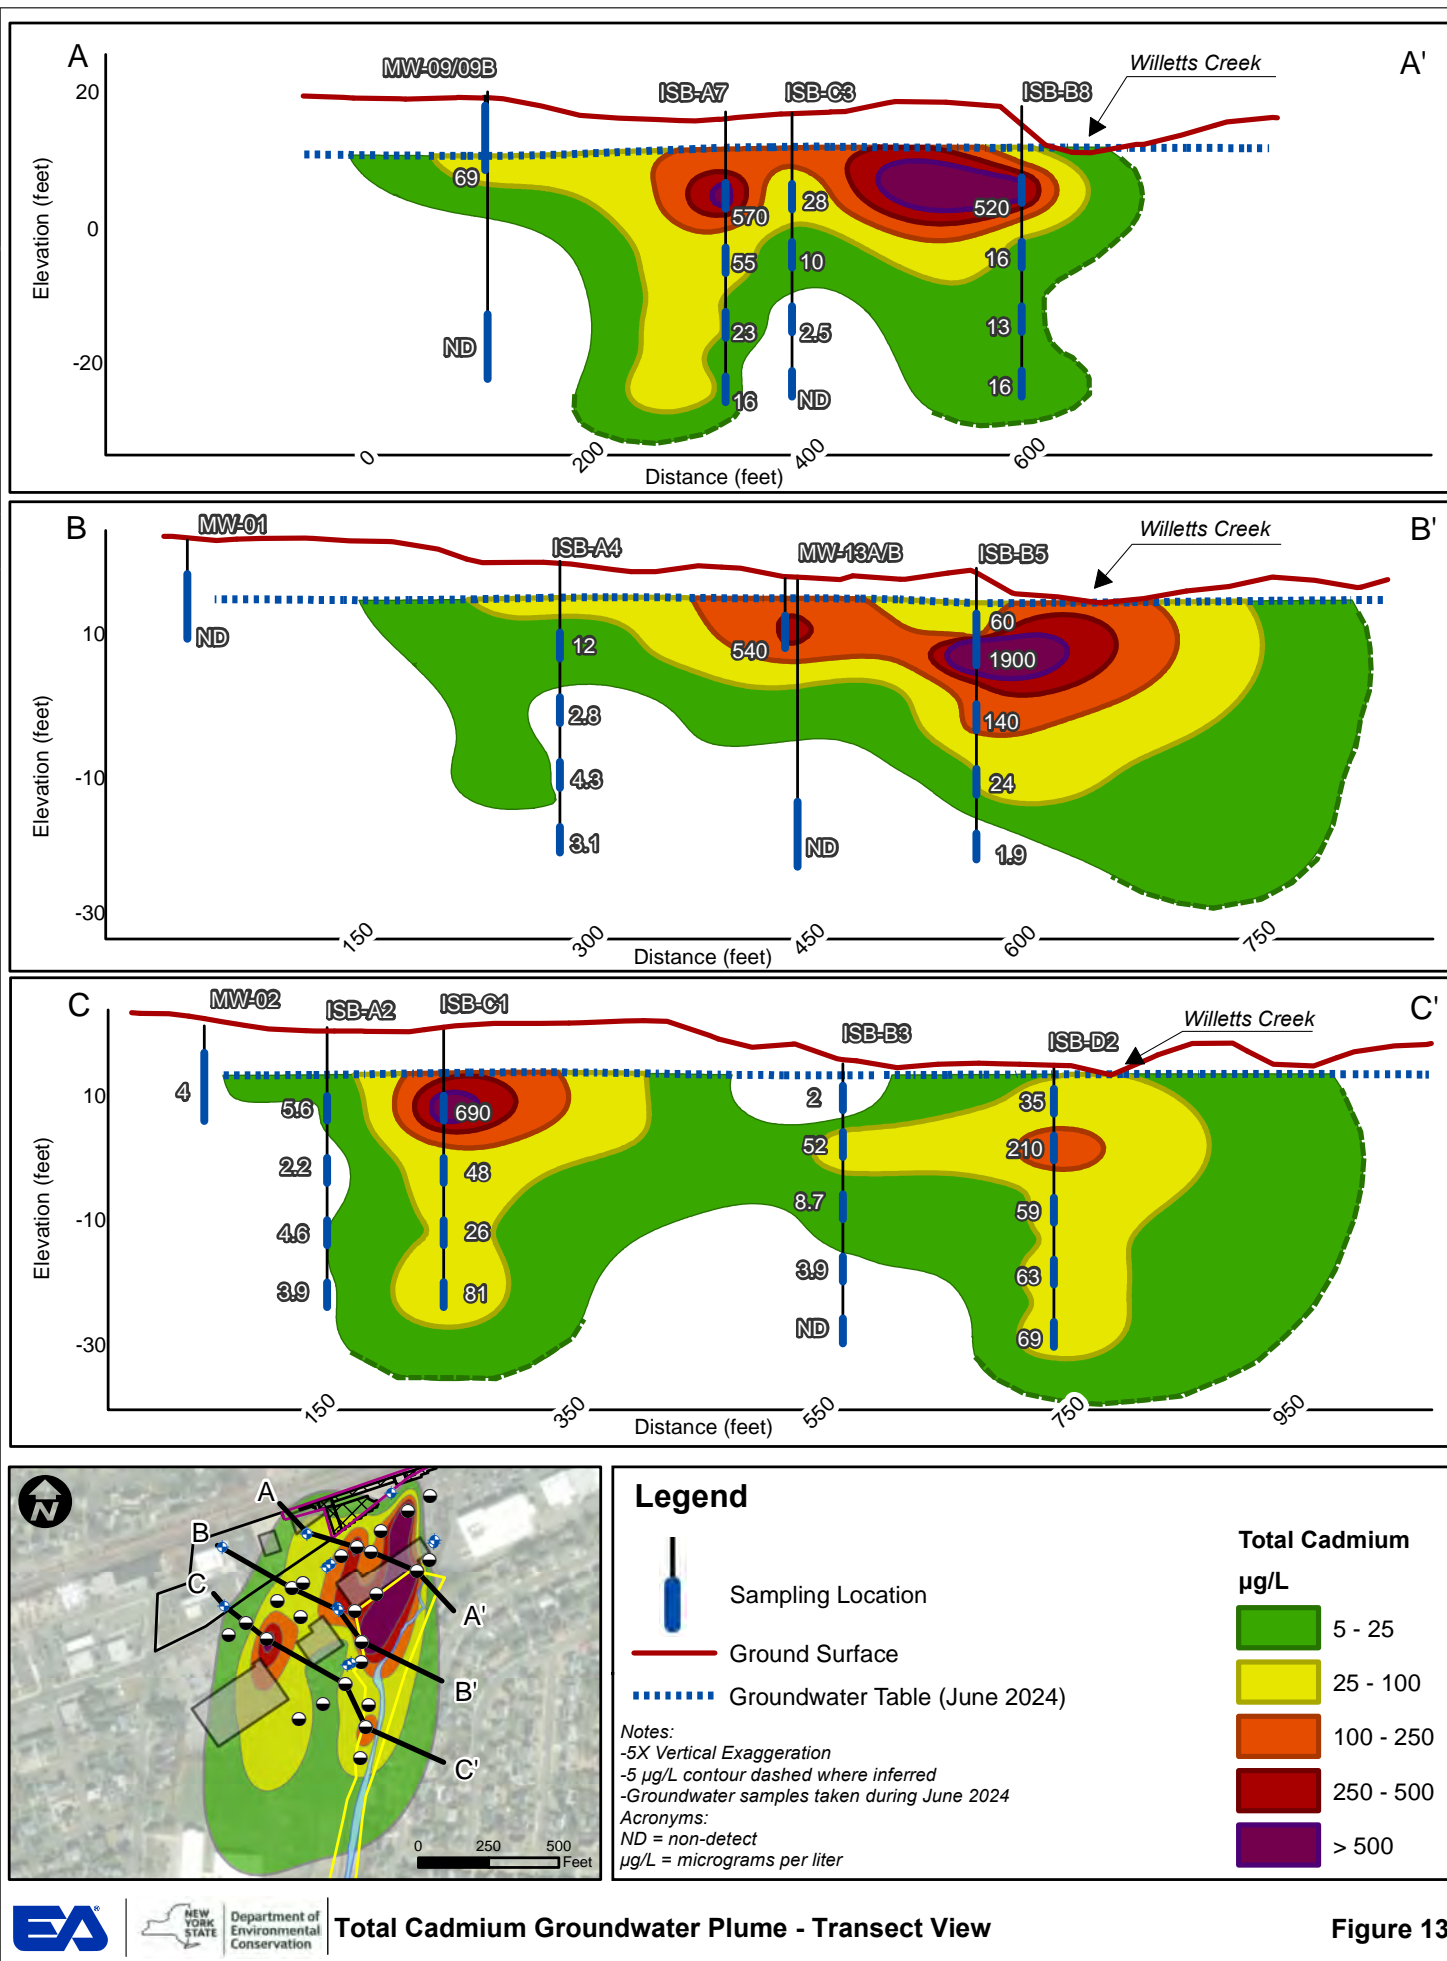 A
A'
MW-09/09B
ISB-A7
ISB-C3
ISB-B8
Willetts Creek
20
0
-20
Elevation (feet)
69
ND
570
55
23
16
28
10
2.5
ND
520
16
13
16
0
200
400
600
Distance (feet)
B
B'
MW-01
ISB-A4
MW-13A/B
ISB-B5
Willetts Creek
10
-10
-30
Elevation (feet)
ND
12
2.8
4.3
3.1
540
ND
60
1900
140
24
1.9
150
300
450
600
750
Distance (feet)
C
C'
MW-02
ISB-A2
ISB-C1
ISB-B3
ISB-D2
Willetts Creek
10
-10
-30
Elevation (feet)
4
5.6
2.2
4.6
3.9
690
48
26
81
2
52
8.7
3.9
ND
35
210
59
63
69
150
350
550
750
950
Distance (feet)
N
A
B
C
A'
B'
C'
0 250 500
Feet
Legend
Sampling Location
Ground Surface
Groundwater Table (June 2024)
Notes:
-5X Vertical Exaggeration
-5 µg/L contour dashed where inferred
-Groundwater samples taken during June 2024
Acronyms:
ND = non-detect
µg/L = micrograms per liter
Total Cadmium
µg/L
5 - 25
25 - 100
100 - 250
250 - 500
> 500
EA®
NEW YORK STATE
Department of
Environmental
Conservation
Total Cadmium Groundwater Plume - Transect View
Figure 13